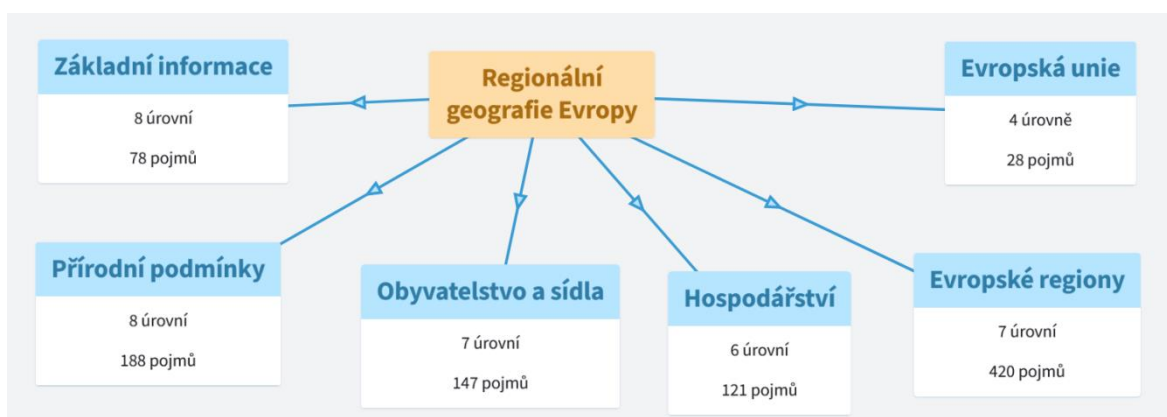 Základní informace
8 úrovní
78 pojmů
Regionální
geografie Evropy
Evropská unie
4 úrovně
28 pojmů
Přírodní podmínky
8 úrovní
188 pojmů
Obyvatelstvo a sídla
7 úrovní
147 pojmů
Hospodářství
6 úrovní
121 pojmů
Evropské regiony
7 úrovní
420 pojmů